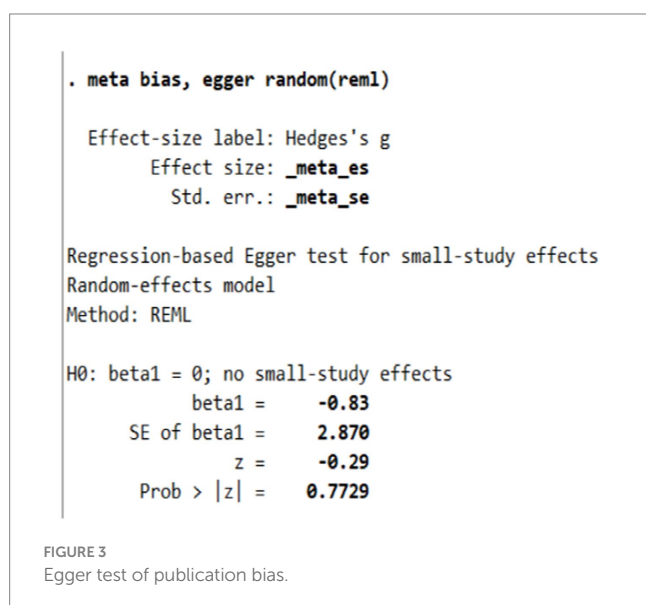 . meta bias, egger random(reml)
Effect-size label: Hedges's g
Effect size: _meta_es
Std. err.: _meta_se
Regression-based Egger test for small-study effects
Random-effects model
Method: REML
H0: beta1 = 0; no small-study effects
beta1 = -0.83
SE of beta1 = 2.870
z = -0.29
Prob > |z| = 0.7729
FIGURE 3
Egger test of publication bias.